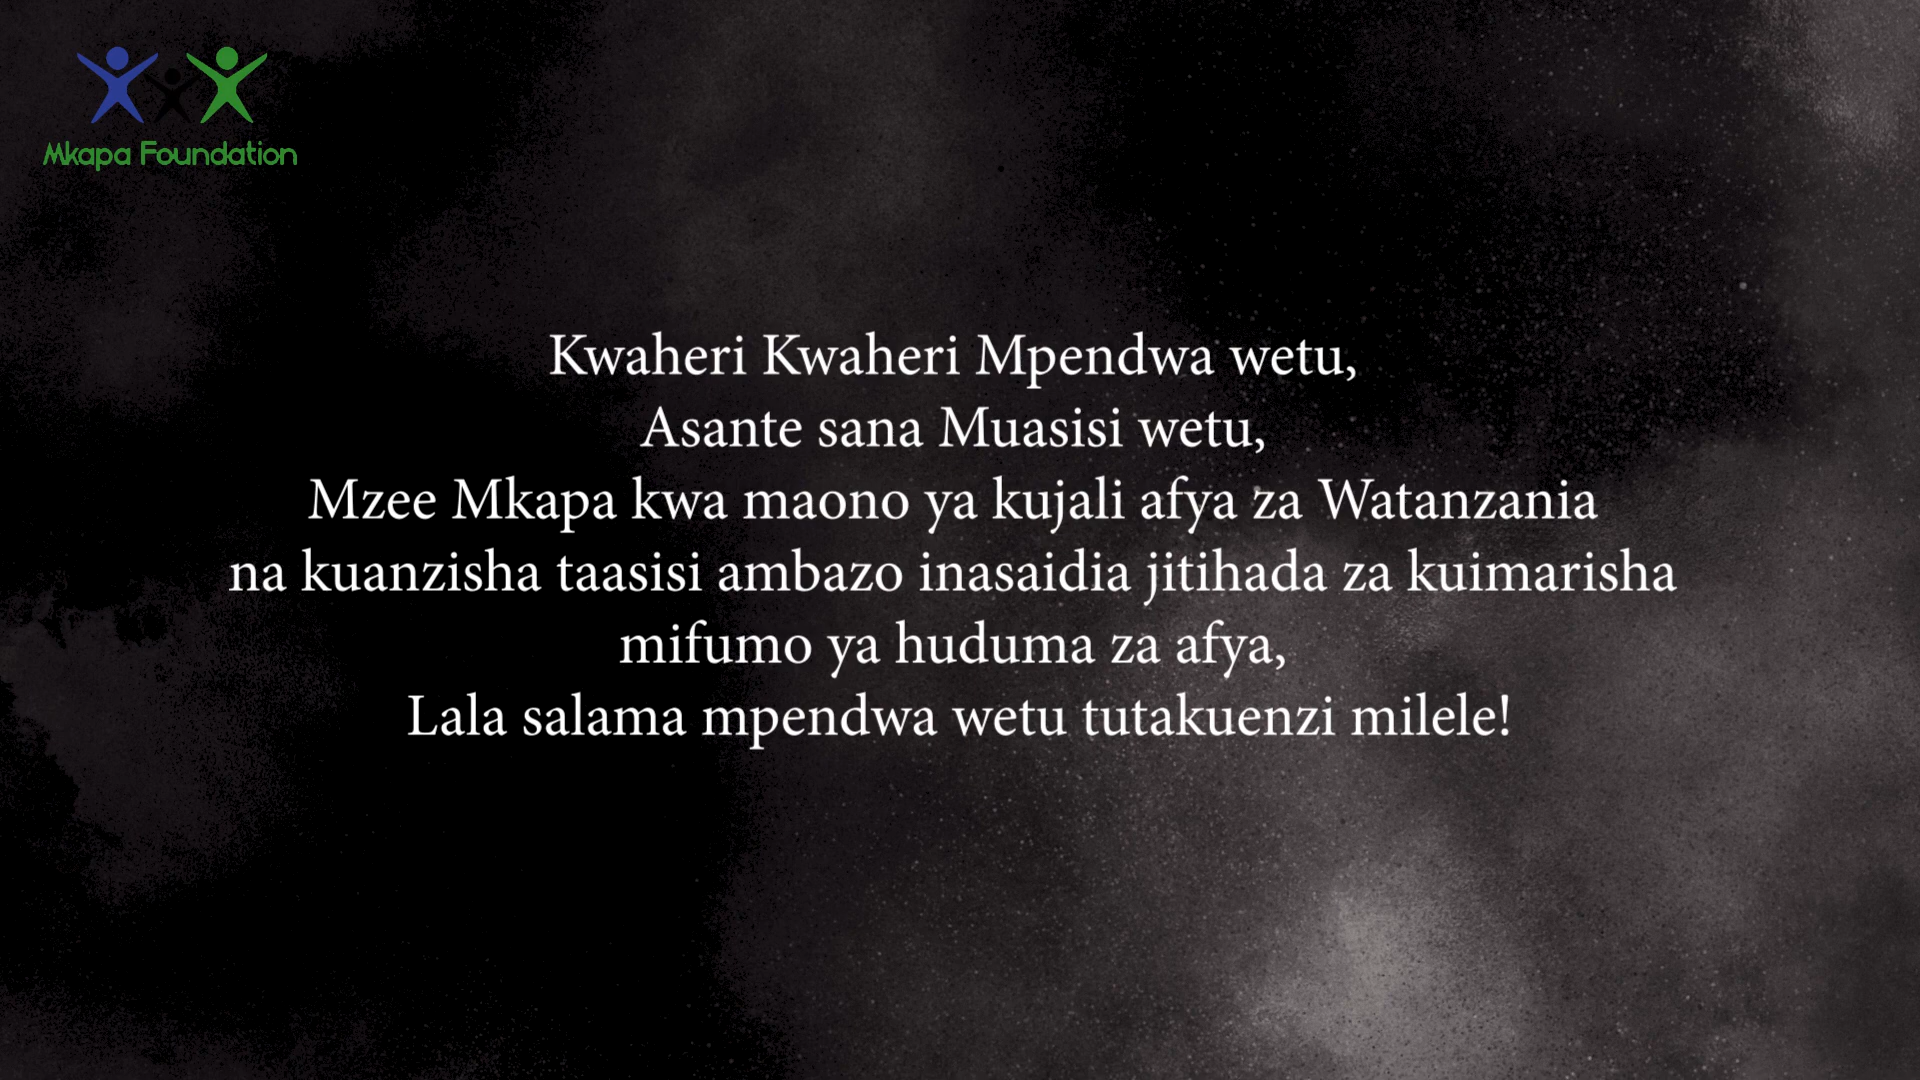 Mkapa Foundation
Kwaheri Kwaheri Mpendwa wetu,
Asante sana Muasisi wetu,
Mzee Mkapa kwa maono ya kujali afya za Watanzania
na kuanzisha taasisi ambazo inasaidia jitihada za kuimarisha
mifumo ya huduma za afya,
Lala salama mpendwa wetu tutakuenzi milele!